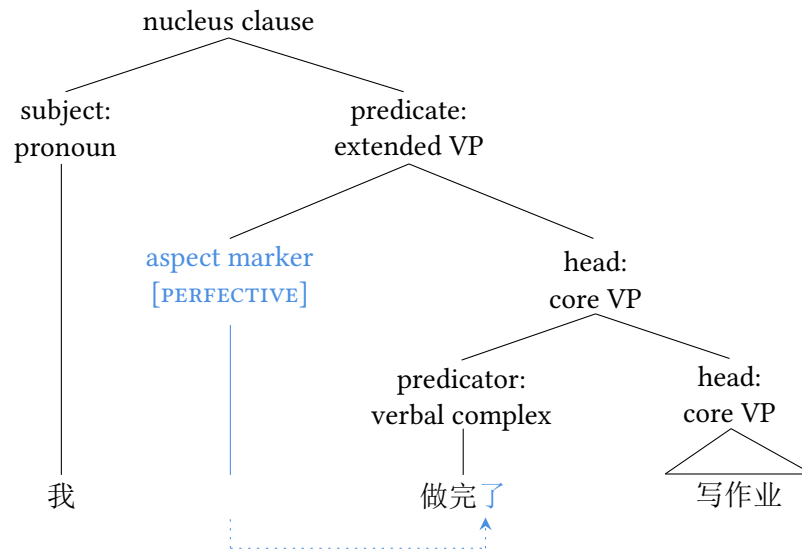 nucleus clause
subject:
pronoun
predicate:
extended VP
aspect marker
[PERFECTIVE]
head:
core VP
predicator:
verbal complex
head:
core VP
我
做完了
写作业